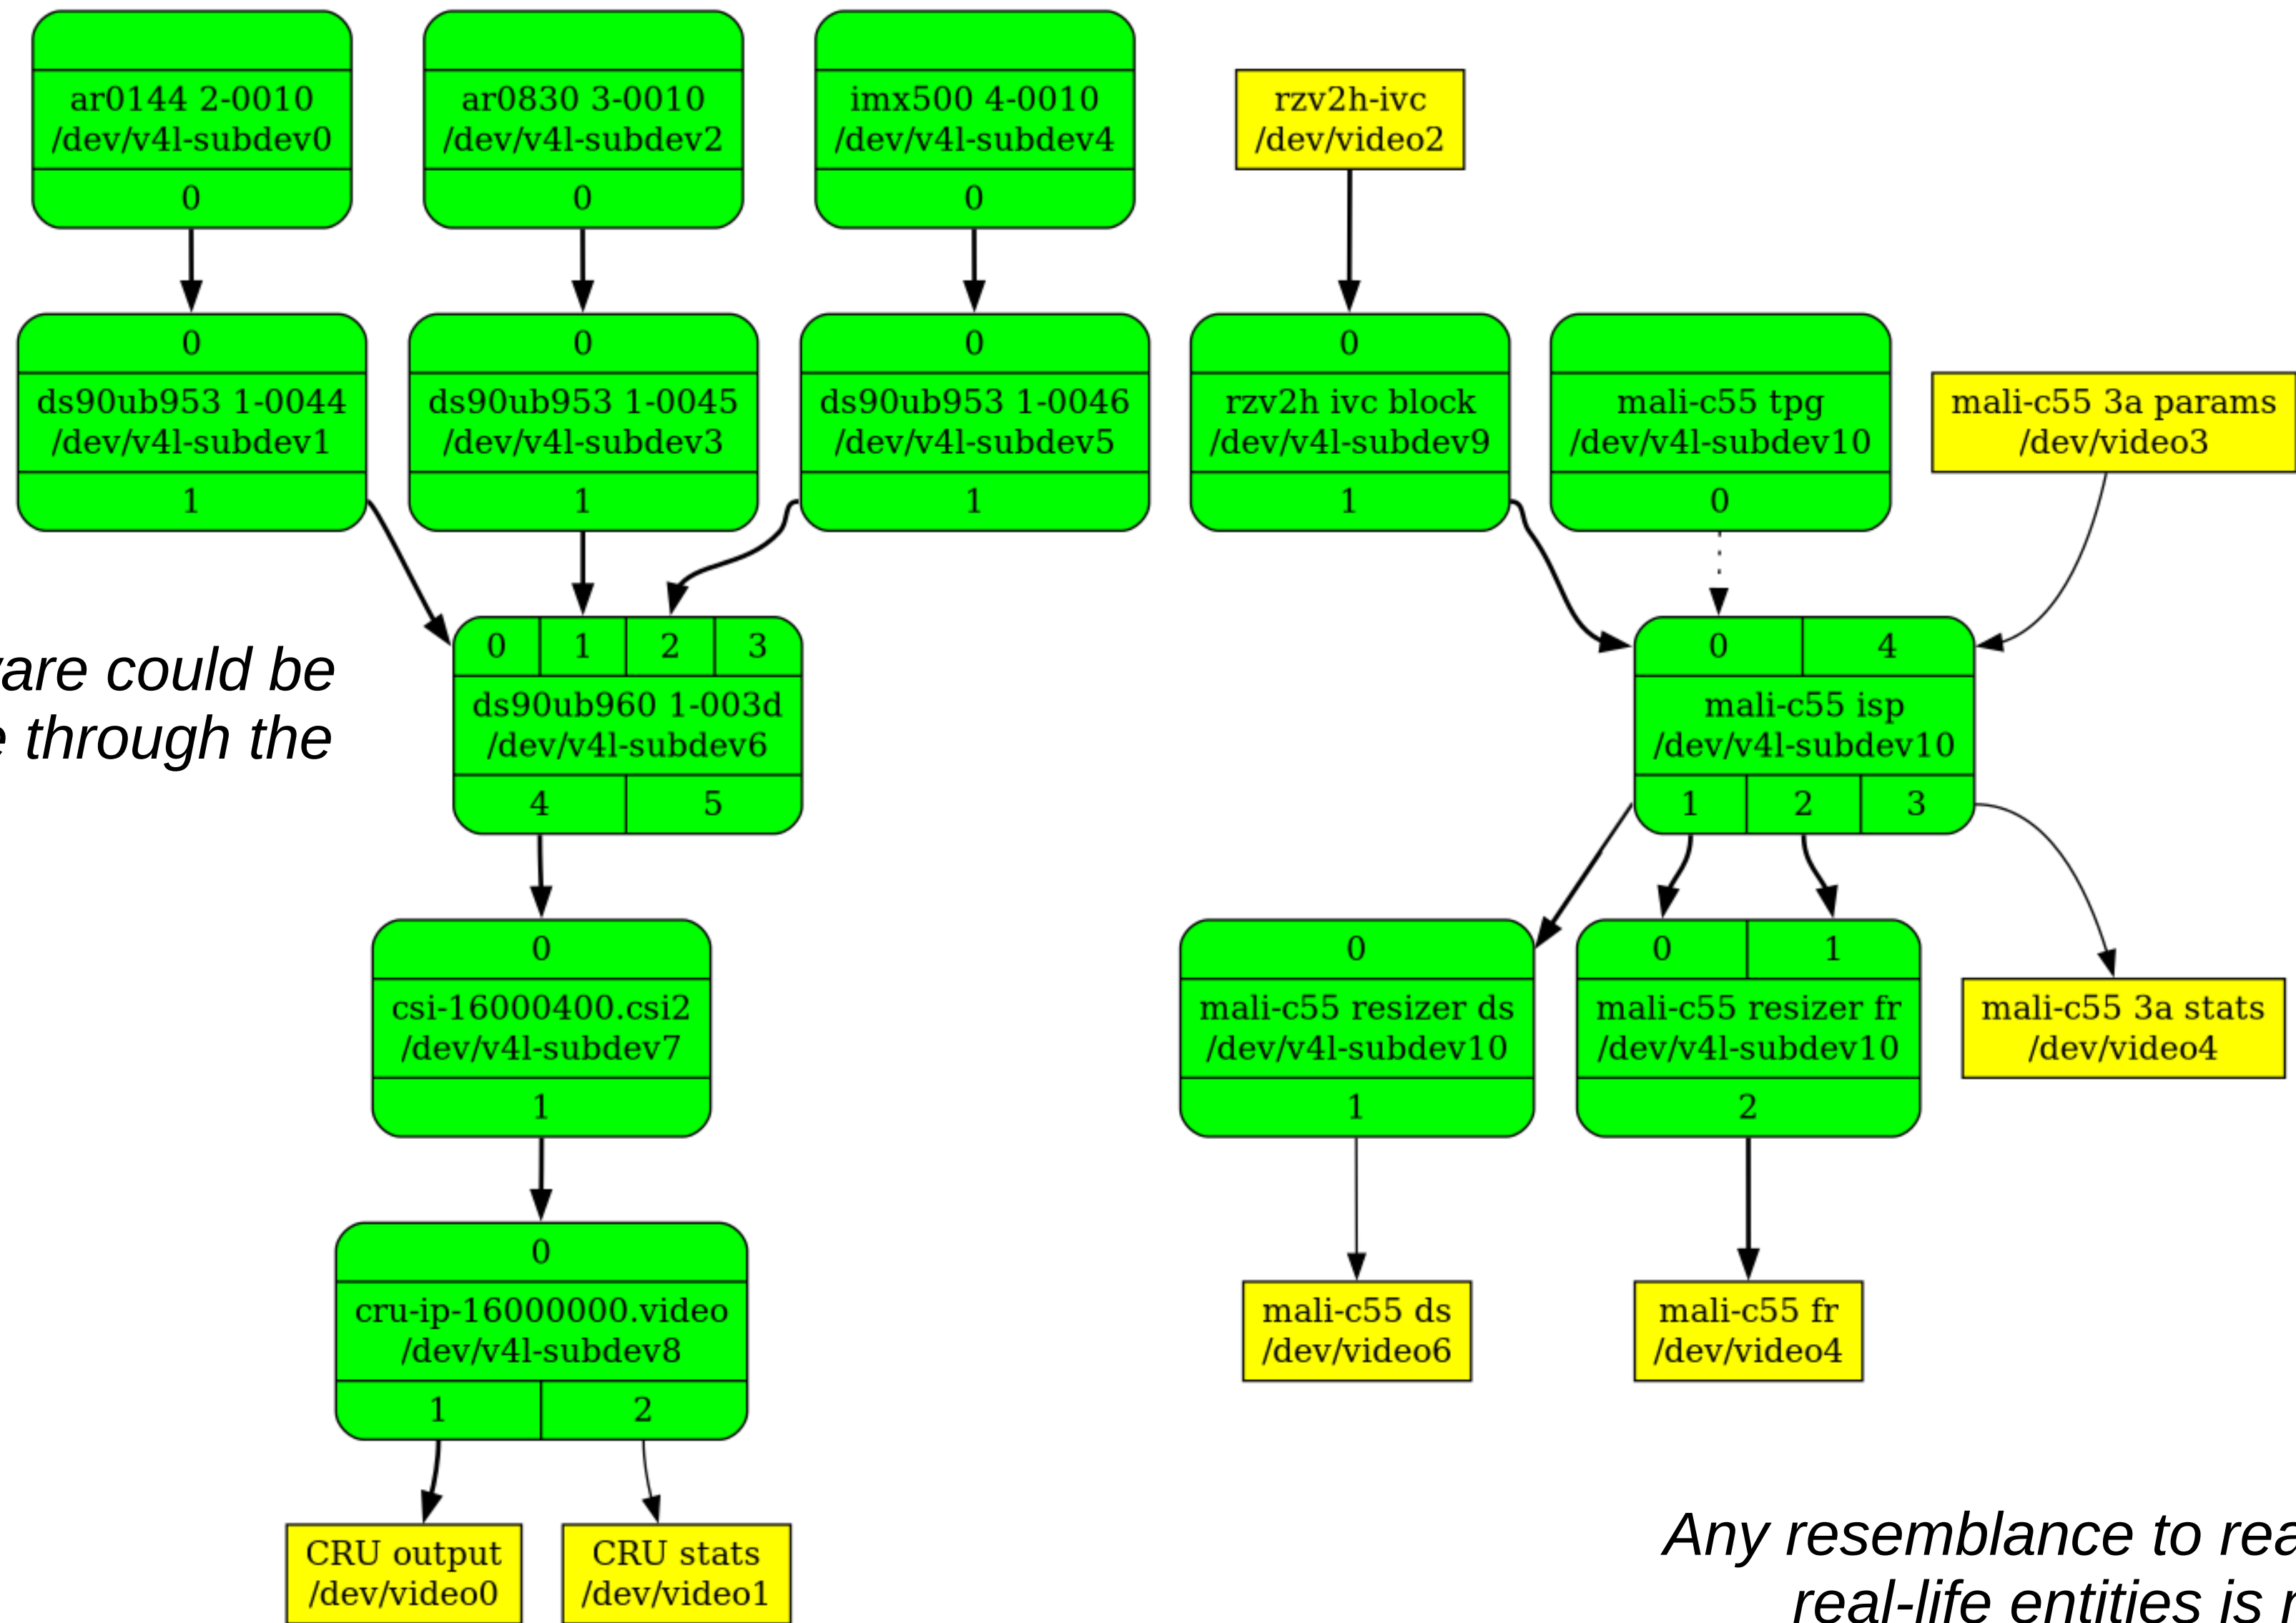 ar0144 2-0010
/dev/v4l-subdev0
0
ar0830 3-0010
/dev/v4l-subdev2
0
imx500 4-0010
/dev/v4l-subdev4
0
rzv2h-ivc
/dev/video2
0
ds90ub953 1-0044
/dev/v4l-subdev1
1
0
ds90ub953 1-0045
/dev/v4l-subdev3
1
0
ds90ub953 1-0046
/dev/v4l-subdev5
1
0
rzv2h ivc block
/dev/v4l-subdev9
1
mali-c55 tpg
/dev/v4l-subdev10
0
mali-c55 3a params
/dev/video3
could be
through the
0 1 2 3
ds90ub960 1-003d
/dev/v4l-subdev6
4 5
0 4
mali-c55 isp
/dev/v4l-subdev10
1 2 3
0
csi-16000400.csi2
/dev/v4l-subdev7
1
0
mali-c55 resizer ds
/dev/v4l-subdev10
1
0 1
mali-c55 resizer fr
/dev/v4l-subdev10
2
mali-c55 3a stats
/dev/video4
0
cru-ip-16000000.video
/dev/v4l-subdev8
1 2
mali-c55 ds
/dev/video6
mali-c55 fr
/dev/video4
CRU output
/dev/video0
CRU stats
/dev/video1
Any resemblance to
real-life entities is